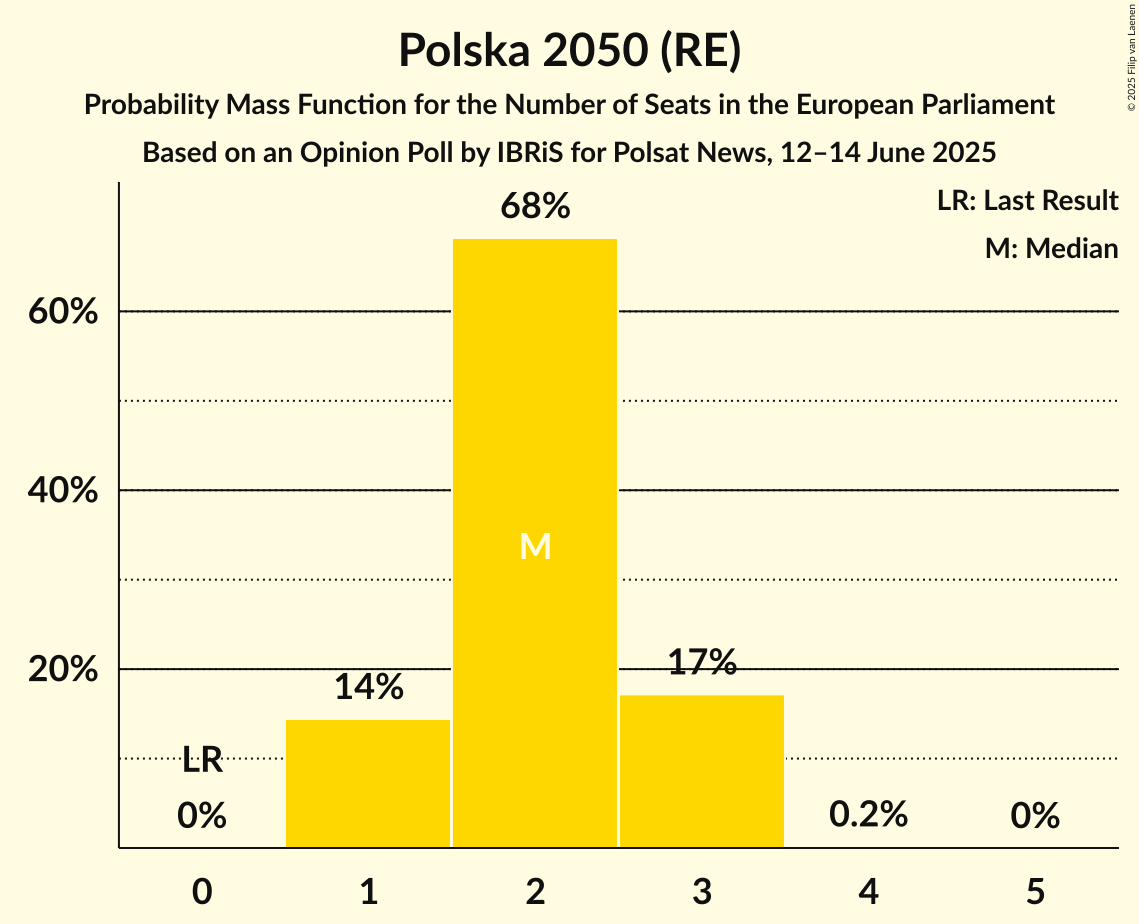 Polska 2050 (RE)
Probability Mass Function for the Number of Seats in the European Parliament
Based on an Opinion Poll by IBRiS for Polsat News, 12–14 June 2025
© 2025 Filip van Laenen
LR: Last Result
M: Median
68%
60%
40%
M
20%
17%
14%
LR
0%
0.2%
0%
0 1 2 3 4 5